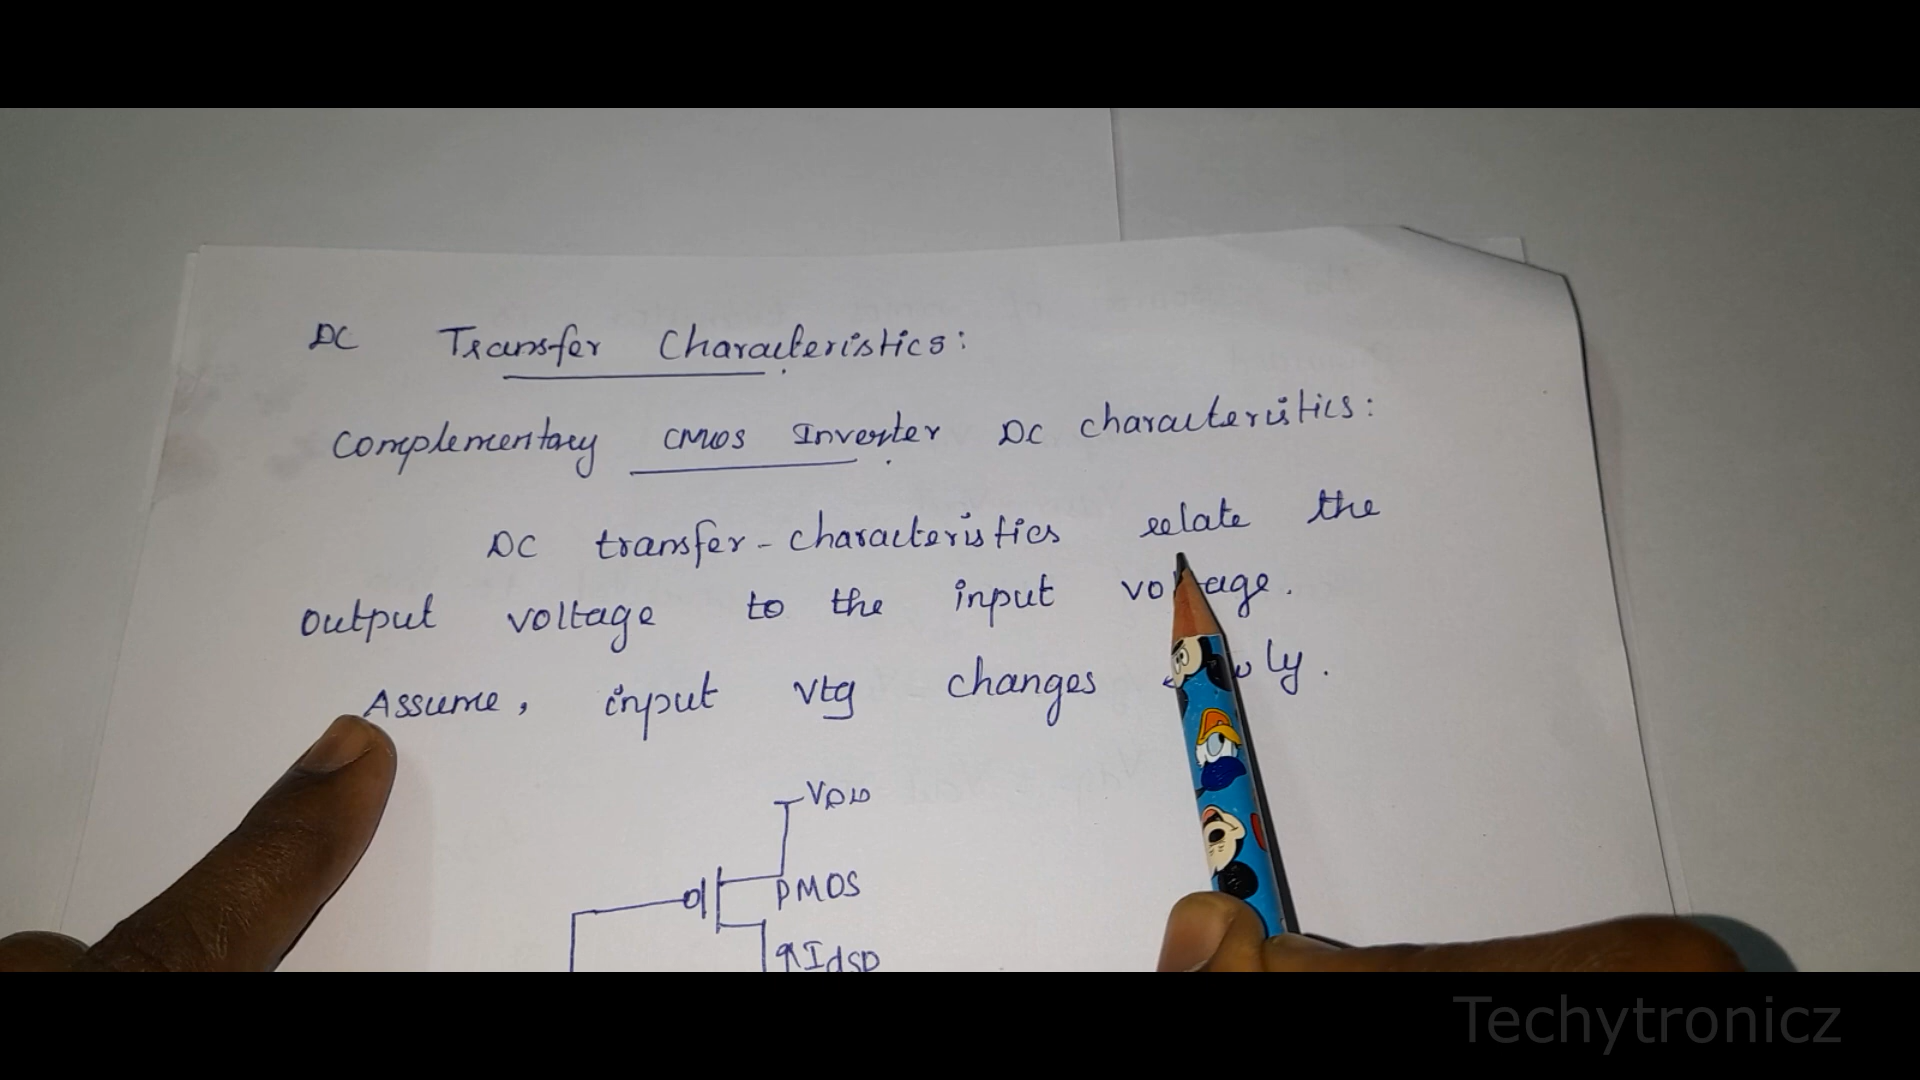 DC Transfer Characteristics:
Complementary CMOS Inverter DC characteristics:
DC transfer-characteristics relate the
output voltage to the input voltage.
Assume, input vtg changes
VDD
PMOS
Idsp
Techytronicz